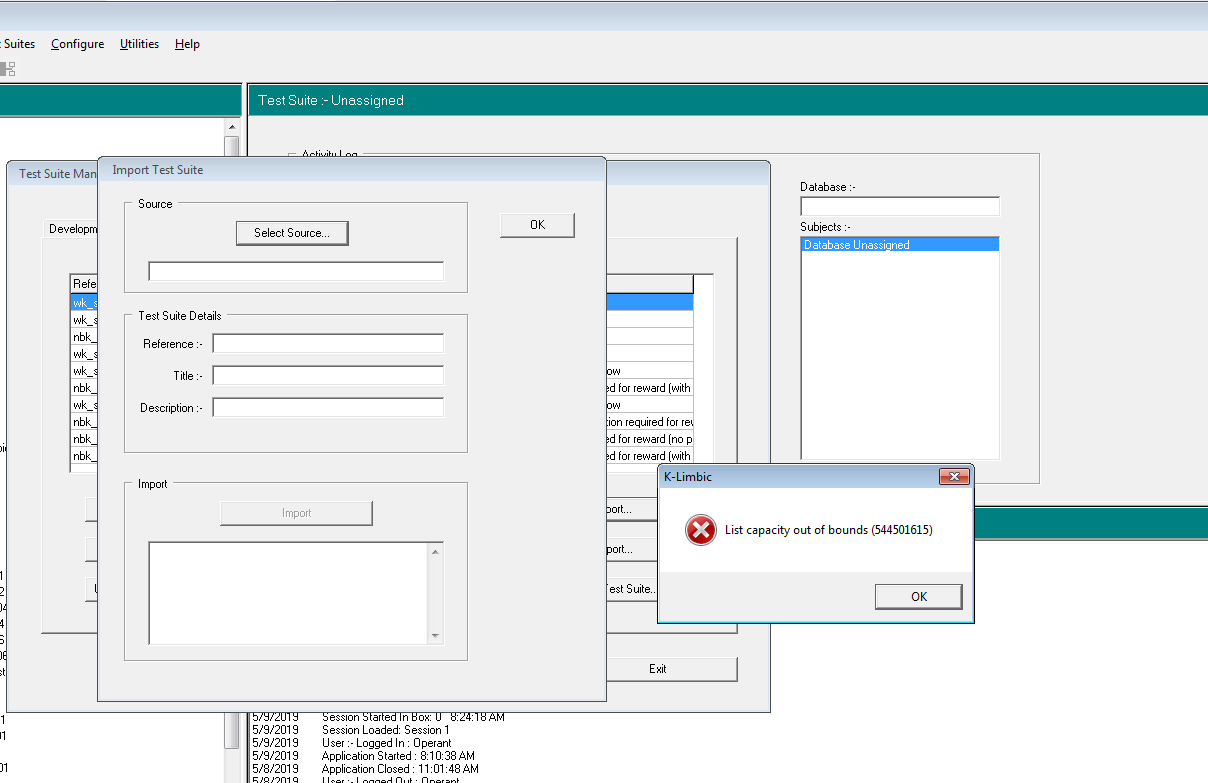 Suites Configure Utilities Help
Test Suite :- Unassigned
Activity Log
Test Suite Man
Import Test Suite
Database :-
Source
Select Source...
OK
Developm
Subjects :-
Database Unassigned
Refe
wk_s
wk_s
nbk_
wk_s
wk_s
ow
nbk_
ed for reward (with
wk_s
ow
nbk_
tion required for rev
nbk_
ed for reward (no p
nbk_
ed for reward (with
Test Suite Details
Reference :-
Title :-
Description :-
Import
Import
K-Limbic
List capacity out of bounds (544501615)
OK
port...
port...
Test Suite..
Exit
5/9/2019 Session Started In Box: 0 8:24:18 AM
5/9/2019 Session Loaded: Session 1
5/9/2019 User :- Logged In : Operant
5/9/2019 Application Started : 8:10:38 AM
5/8/2019 Application Closed : 11:01:48 AM
5/8/2019 User :- Logged Out : Operant